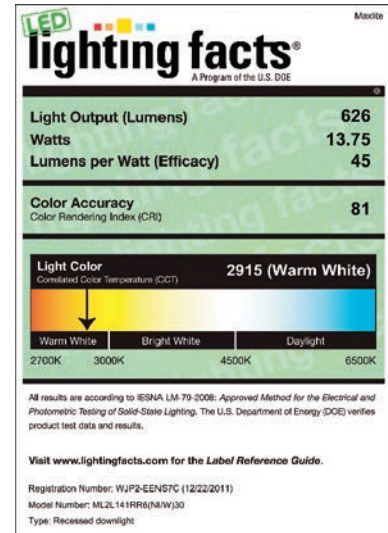 Maxlite
LED
lighting facts®
A Program of the U.S. DOE
Light Output (Lumens) 626
Watts 13.75
Lumens per Watt (Efficacy) 45
Color Accuracy
Color Rendering Index (CRI) 81
Light Color
Correlated Color Temperature (CCT) 2915 (Warm White)
Warm White Bright White Daylight
2700K 3000K 4500K 6500K
All results are according to IESNA LM-79-2008: Approved Method for the Electrical and
Photometric Testing of Solid-State Lighting. The U.S. Department of Energy (DOE) verifies
product test data and results.
Visit www.lightingfacts.com for the Label Reference Guide.
Registration Number: WJP2-EENS7C (12/22/2011)
Model Number: ML2L141RR6(NI/W)30
Type: Recessed downlight